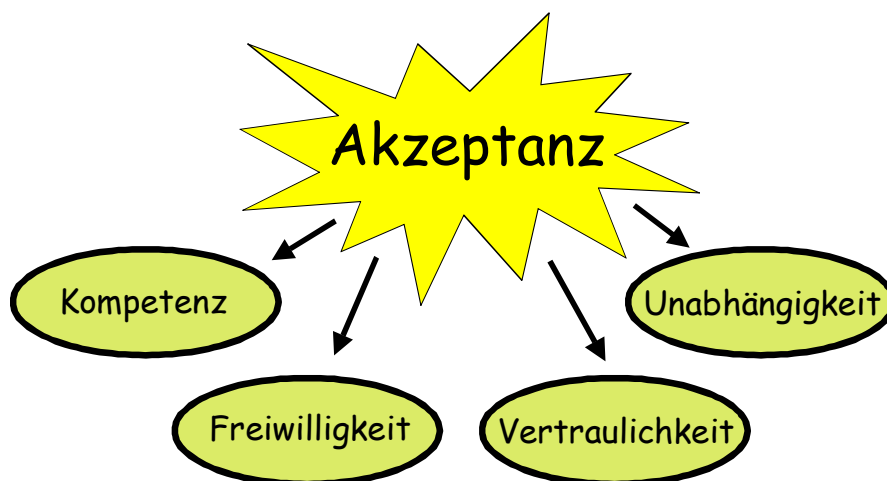 Akzeptanz
Kompetenz
Unabhängigkeit
Freiwilligkeit
Vertraulichkeit